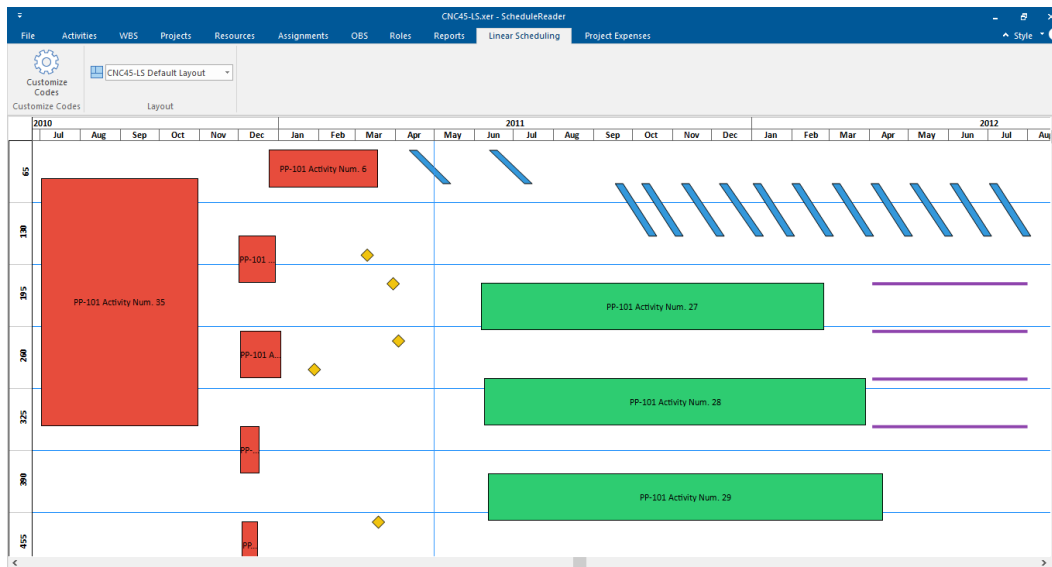 CNC45-LS.xer - ScheduleReader
File Activities WBS Projects Resources Assignments OBS Roles Reports Linear Scheduling Project Expenses Style
Customize Codes
CNC45-LS Default Layout
Customize Codes Layout
2010 2011 2012
Jul Aug Sep Oct Nov Dec Jan Feb Mar Apr May Jun Jul Aug Sep Oct Nov Dec Jan Feb Mar Apr May Jun Jul Au
65
PP-101 Activity Num. 6
130
PP-101 ...
195
PP-101 Activity Num. 35
PP-101 Activity Num. 27
260
PP-101 A...
325
PP-101 Activity Num. 28
PP-...
390
PP-101 Activity Num. 29
455
PP...